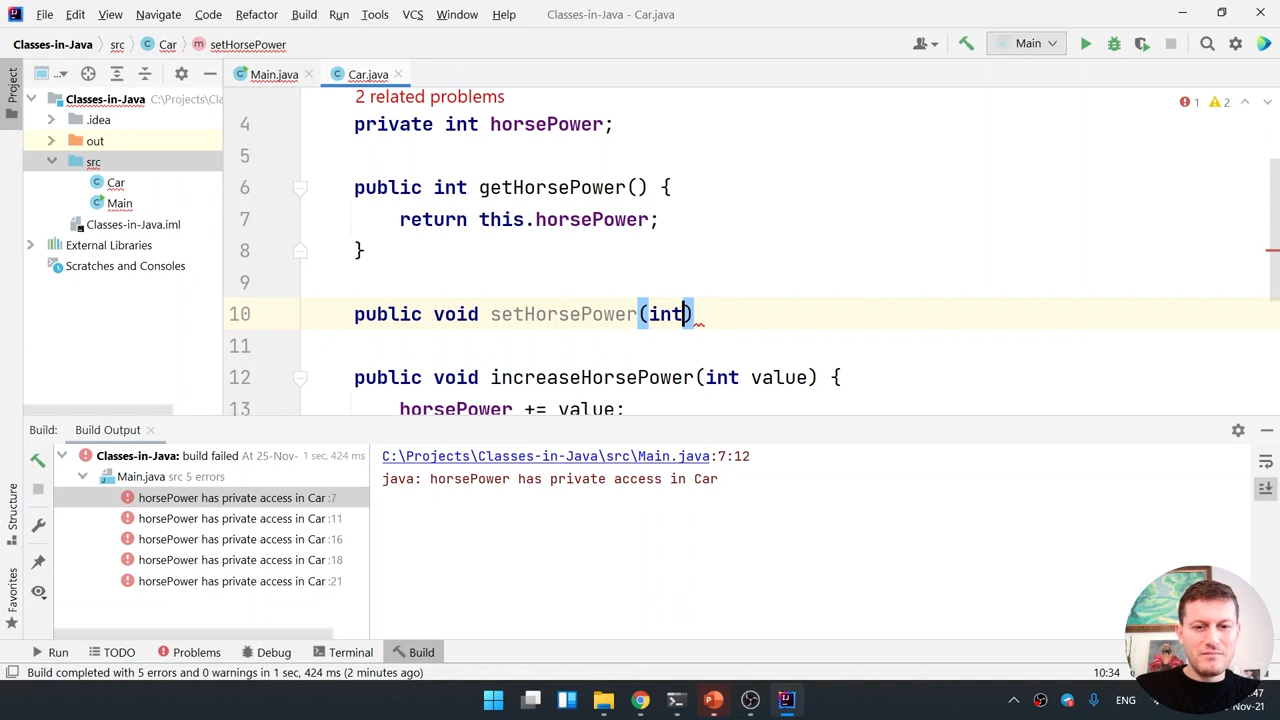 File Edit View Navigate Code Refactor Build Run Tools VCS Window Help Classes-in-Java - Car.java
Classes-in-Java src Car setHorsePower Main
Project
... Main.java Car.java
Classes-in-Java C:\Projects\Cla
.idea
out
src
Car
Main
Classes-in-Java.iml
External Libraries
Scratches and Consoles
2 related problems
1 2
4 private int horsePower;
5
6 public int getHorsePower() {
7 return this.horsePower;
8 }
9
10 public void setHorsePower(int)
11
12 public void increaseHorsePower(int value) {
13 horsePower += value;
Build: Build Output
Classes-in-Java: build failed At 25-Nov- 1 sec, 424 ms
Main.java src 5 errors
horsePower has private access in Car :7
horsePower has private access in Car :11
horsePower has private access in Car :16
horsePower has private access in Car :18
horsePower has private access in Car :21
C:\Projects\Classes-in-Java\src\Main.java:7:12
java: horsePower has private access in Car
Structure
Favorites
Run TODO Problems Debug Terminal Build
Build completed with 5 errors and 0 warnings in 1 sec, 424 ms (2 minutes ago) 10:34
ENG